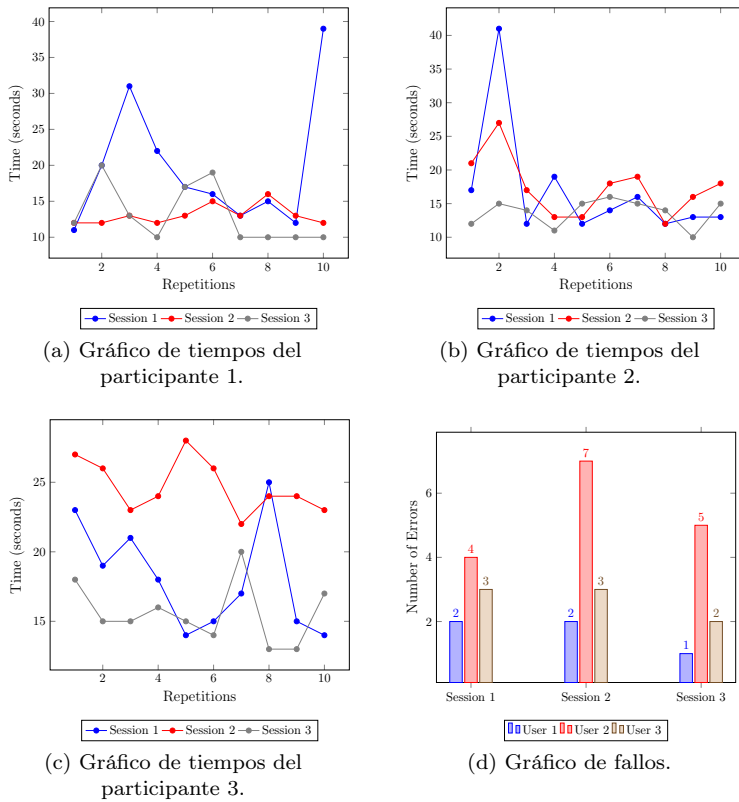 40
35
30
25
20
15
10
Time (seconds)
2 4 6 8 10
Repetitions
Session 1 Session 2 Session 3
(a) Gráfico de tiempos del
participante 1.
40
35
30
25
20
15
10
Time (seconds)
2 4 6 8 10
Repetitions
Session 1 Session 2 Session 3
(b) Gráfico de tiempos del
participante 2.
25
20
15
Time (seconds)
2 4 6 8 10
Repetitions
Session 1 Session 2 Session 3
(c) Gráfico de tiempos del
participante 3.
6
4
2
Number of Errors
2 4 3
2 7 3
1 5 2
Session 1 Session 2 Session 3
User 1 User 2 User 3
(d) Gráfico de fallos.